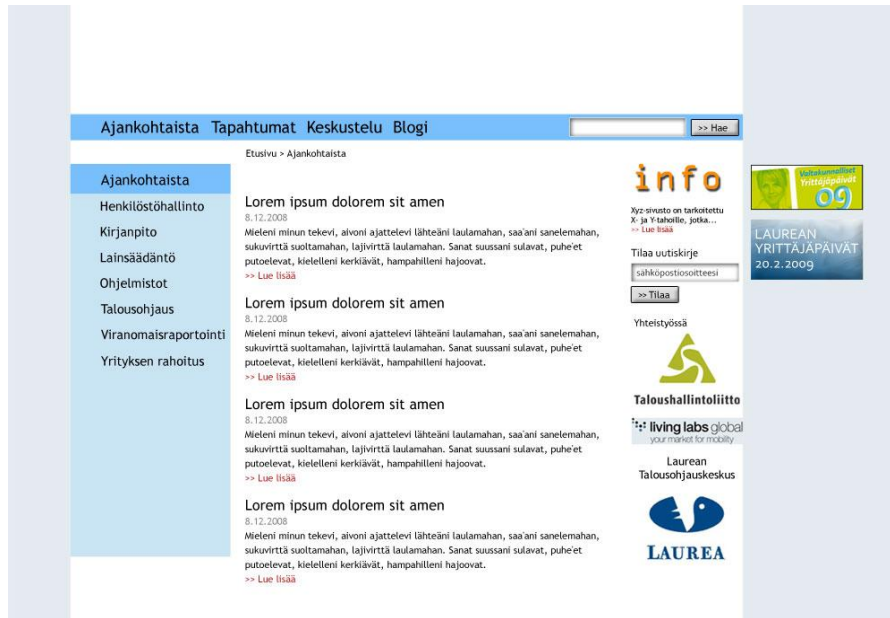 Ajankohtaista Tapahtumat Keskustelu Blogi
>> Hae
Etusivu > Ajankohtaista
Ajankohtaista
Henkilöstöhallinto
Kirjanpito
Lainsäädäntö
Ohjelmistot
Talousohjaus
Viranomaisraportointi
Yrityksen rahoitus
Lorem ipsum dolorem sit amen
8.12.2008
Mieleni minun tekevi, aivoni ajattelevi lähteäni laulamahan, saa'ani sanelemahan,
sukuvirttä suoltamahan, lajivirttä laulamahan. Sanat suussani sulavat, puhe'et
putoelevat, kielelleni kerkiävät, hampahilleni hajoovat.
>> Lue lisää
Lorem ipsum dolorem sit amen
8.12.2008
Mieleni minun tekevi, aivoni ajattelevi lähteäni laulamahan, saa'ani sanelemahan,
sukuvirttä suoltamahan, lajivirttä laulamahan. Sanat suussani sulavat, puhe'et
putoelevat, kielelleni kerkiävät, hampahilleni hajoovat.
>> Lue lisää
Lorem ipsum dolorem sit amen
8.12.2008
Mieleni minun tekevi, aivoni ajattelevi lähteäni laulamahan, saa'ani sanelemahan,
sukuvirttä suoltamahan, lajivirttä laulamahan. Sanat suussani sulavat, puhe'et
putoelevat, kielelleni kerkiävät, hampahilleni hajoovat.
>> Lue lisää
Lorem ipsum dolorem sit amen
8.12.2008
Mieleni minun tekevi, aivoni ajattelevi lähteäni laulamahan, saa'ani sanelemahan,
sukuvirttä suoltamahan, lajivirttä laulamahan. Sanat suussani sulavat, puhe'et
putoelevat, kielelleni kerkiävät, hampahilleni hajoovat.
>> Lue lisää
info
Xyz-sivusto on tarkoitettu
X- ja Y-tahoille, jotka...
>> Lue lisää
Tilaa uutiskirje
sähköpostiosoitteesi
>> Tilaa
Yhteistyössä
Taloushallintoliitto
living labs global
your market for mobility
Laurean
Talousohjauskeskus
LAUREA
Valtakunnalliset
Yrittäjäpäivät
09
LAUREAN
YRITTÄJÄPÄIVÄT
20.2.2009